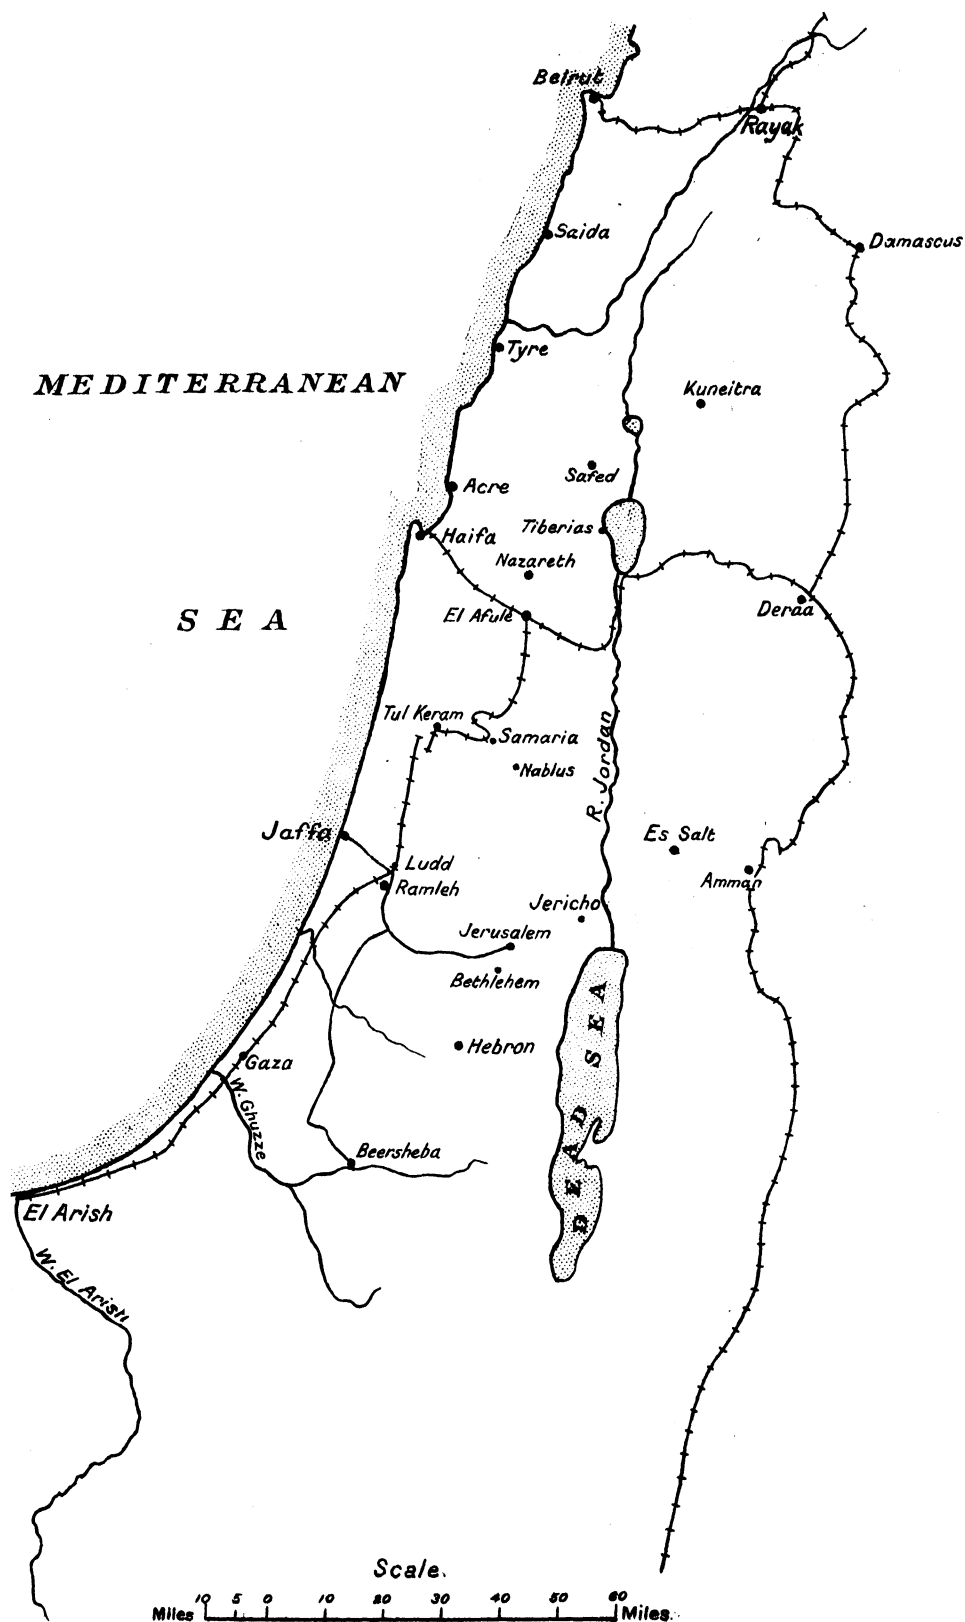 Beirut
Rayak
Saida
Damascus
Tyre
MEDITERRANEAN
Kuneitra
Safed
Acre
Tiberias
Haifa
Nazareth
SEA
El Afulé
Deraa
Tul Keram
Samaria
R. Jordan
Nablus
Jaffa
Es Salt
Ludd
Ramleh
Amman
Jericho
Jerusalem
Bethlehem
DEAD SEA
Hebron
Gaza
W. Ghuzze
Beersheba
El Arish
W. El Arish
Scale.
Miles 10 5 0 10 20 30 40 50 60 Miles.